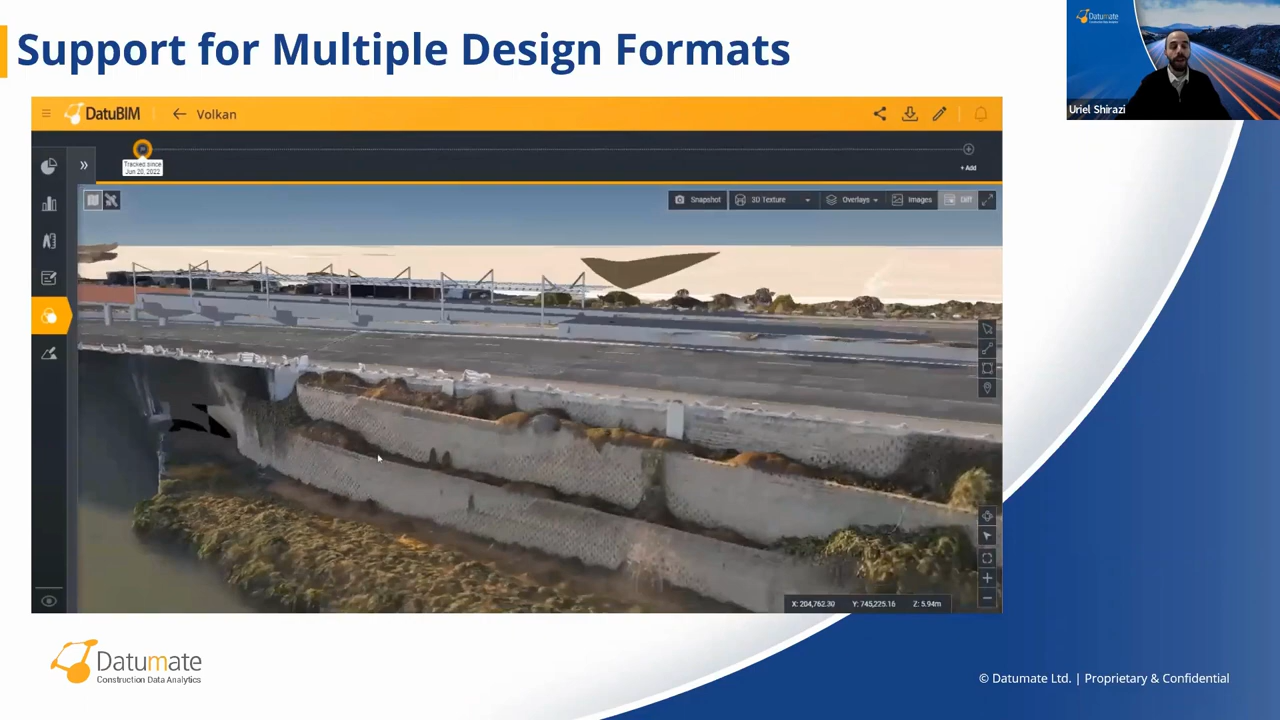 Support for Multiple Design Formats
Datumate
Uriel Shirazi
DatuBIM
Volkan
Tracked since
Jun 20, 2022
+ Add
Snapshot
3D Texture
Overlays
Images
Diff
X: 204,762.30 Y: 745,225.16 Z: 5.94m
Datumate
Construction Data Analytics
© Datumate Ltd. | Proprietary & Confidential